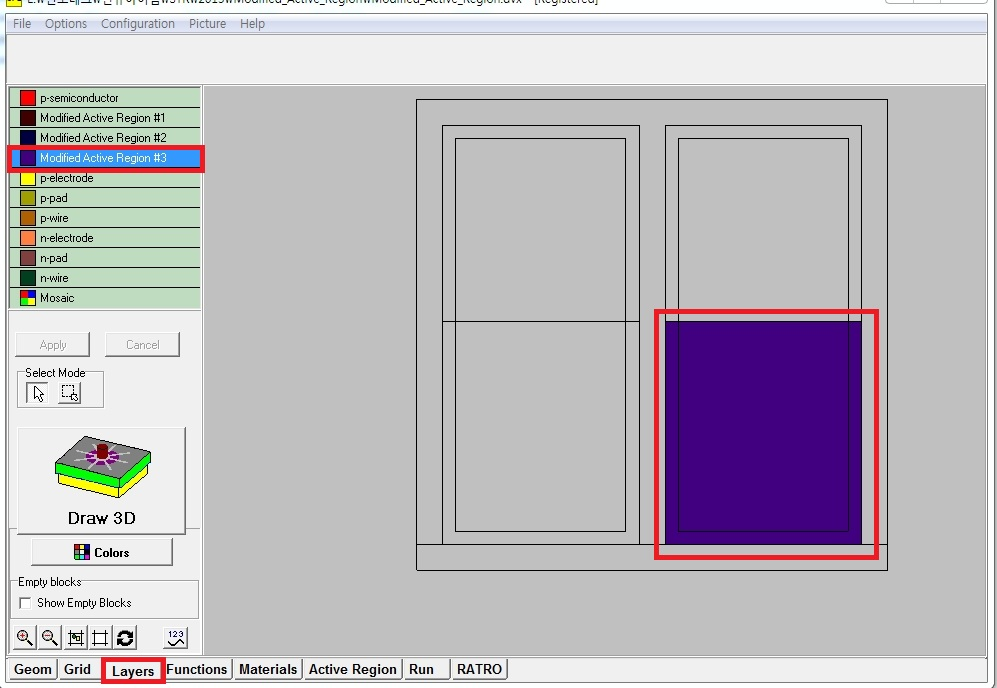 [Registered]
File Options Configuration Picture Help
p-semiconductor
Modified Active Region #1
Modified Active Region #2
Modified Active Region #3
p-electrode
p-pad
p-wire
n-electrode
n-pad
n-wire
Mosaic
Apply Cancel
Select Mode
Draw 3D
Colors
Empty blocks
Show Empty Blocks
123
Geom Grid Layers Functions Materials Active Region Run RATRO